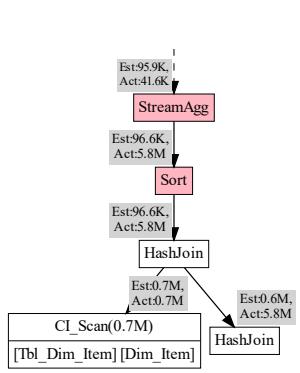 Est:95.9K,
Act:41.6K
StreamAgg
Est:96.6K,
Act:5.8M
Sort
Est:96.6K,
Act:5.8M
HashJoin
Est:0.7M,
Act:0.7M
Est:0.6M,
Act:5.8M
CI_Scan(0.7M)
[Tbl_Dim_Item] [Dim_Item]
HashJoin